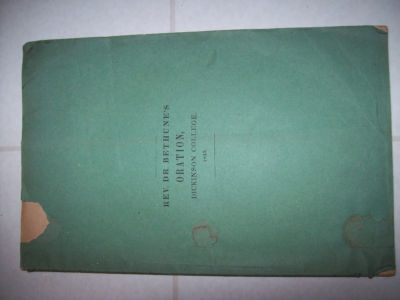 REV. DR. BETHUNE'S
ORATION,
DICKINSON COLLEGE.